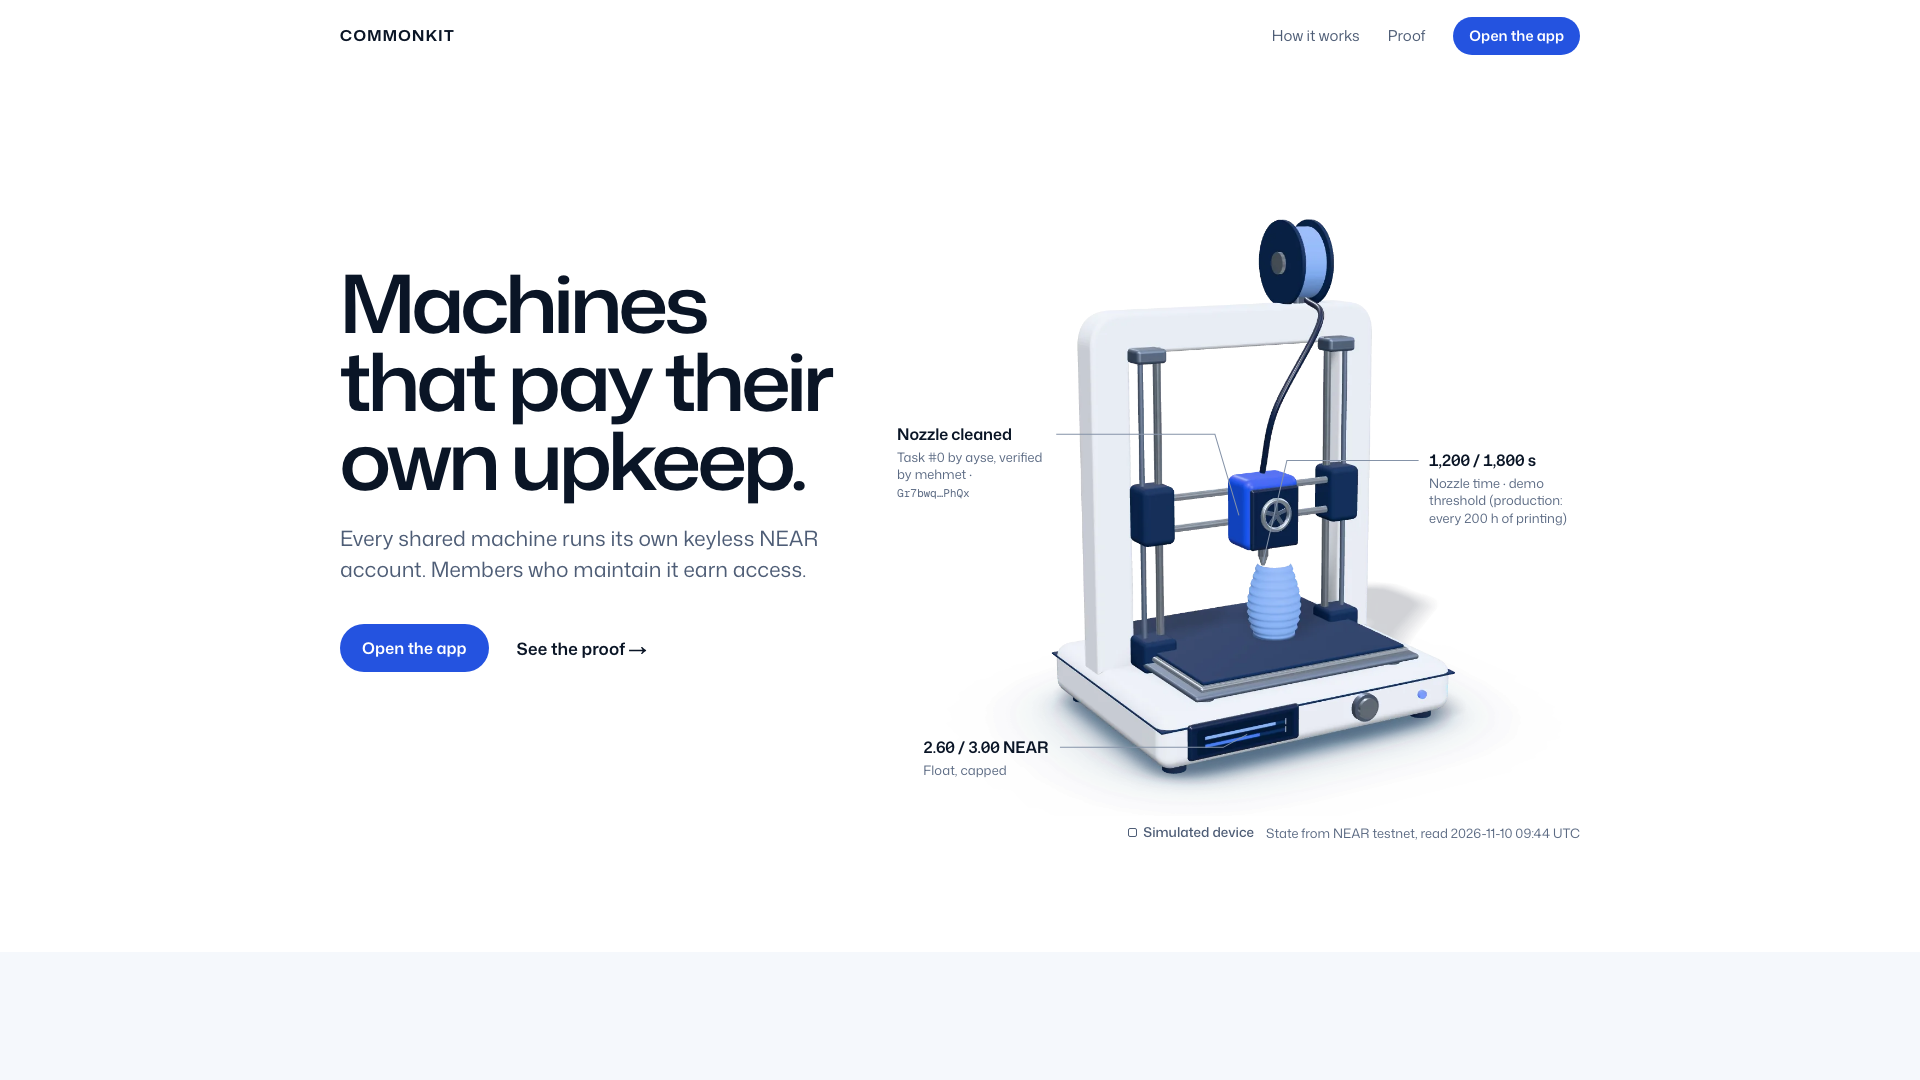 COMMONKIT
How it works
Proof
Open the app
Machines
that pay their
own upkeep.
Every shared machine runs its own keyless NEAR
account. Members who maintain it earn access.
Open the app
See the proof →
Nozzle cleaned
Task #0 by ayse, verified
by mehmet ·
Gr7bwq…PhQx
1,200 / 1,800 s
Nozzle time · demo
threshold (production:
every 200 h of printing)
2.60 / 3.00 NEAR
Float, capped
Simulated device
State from NEAR testnet, read 2026-11-10 09:44 UTC